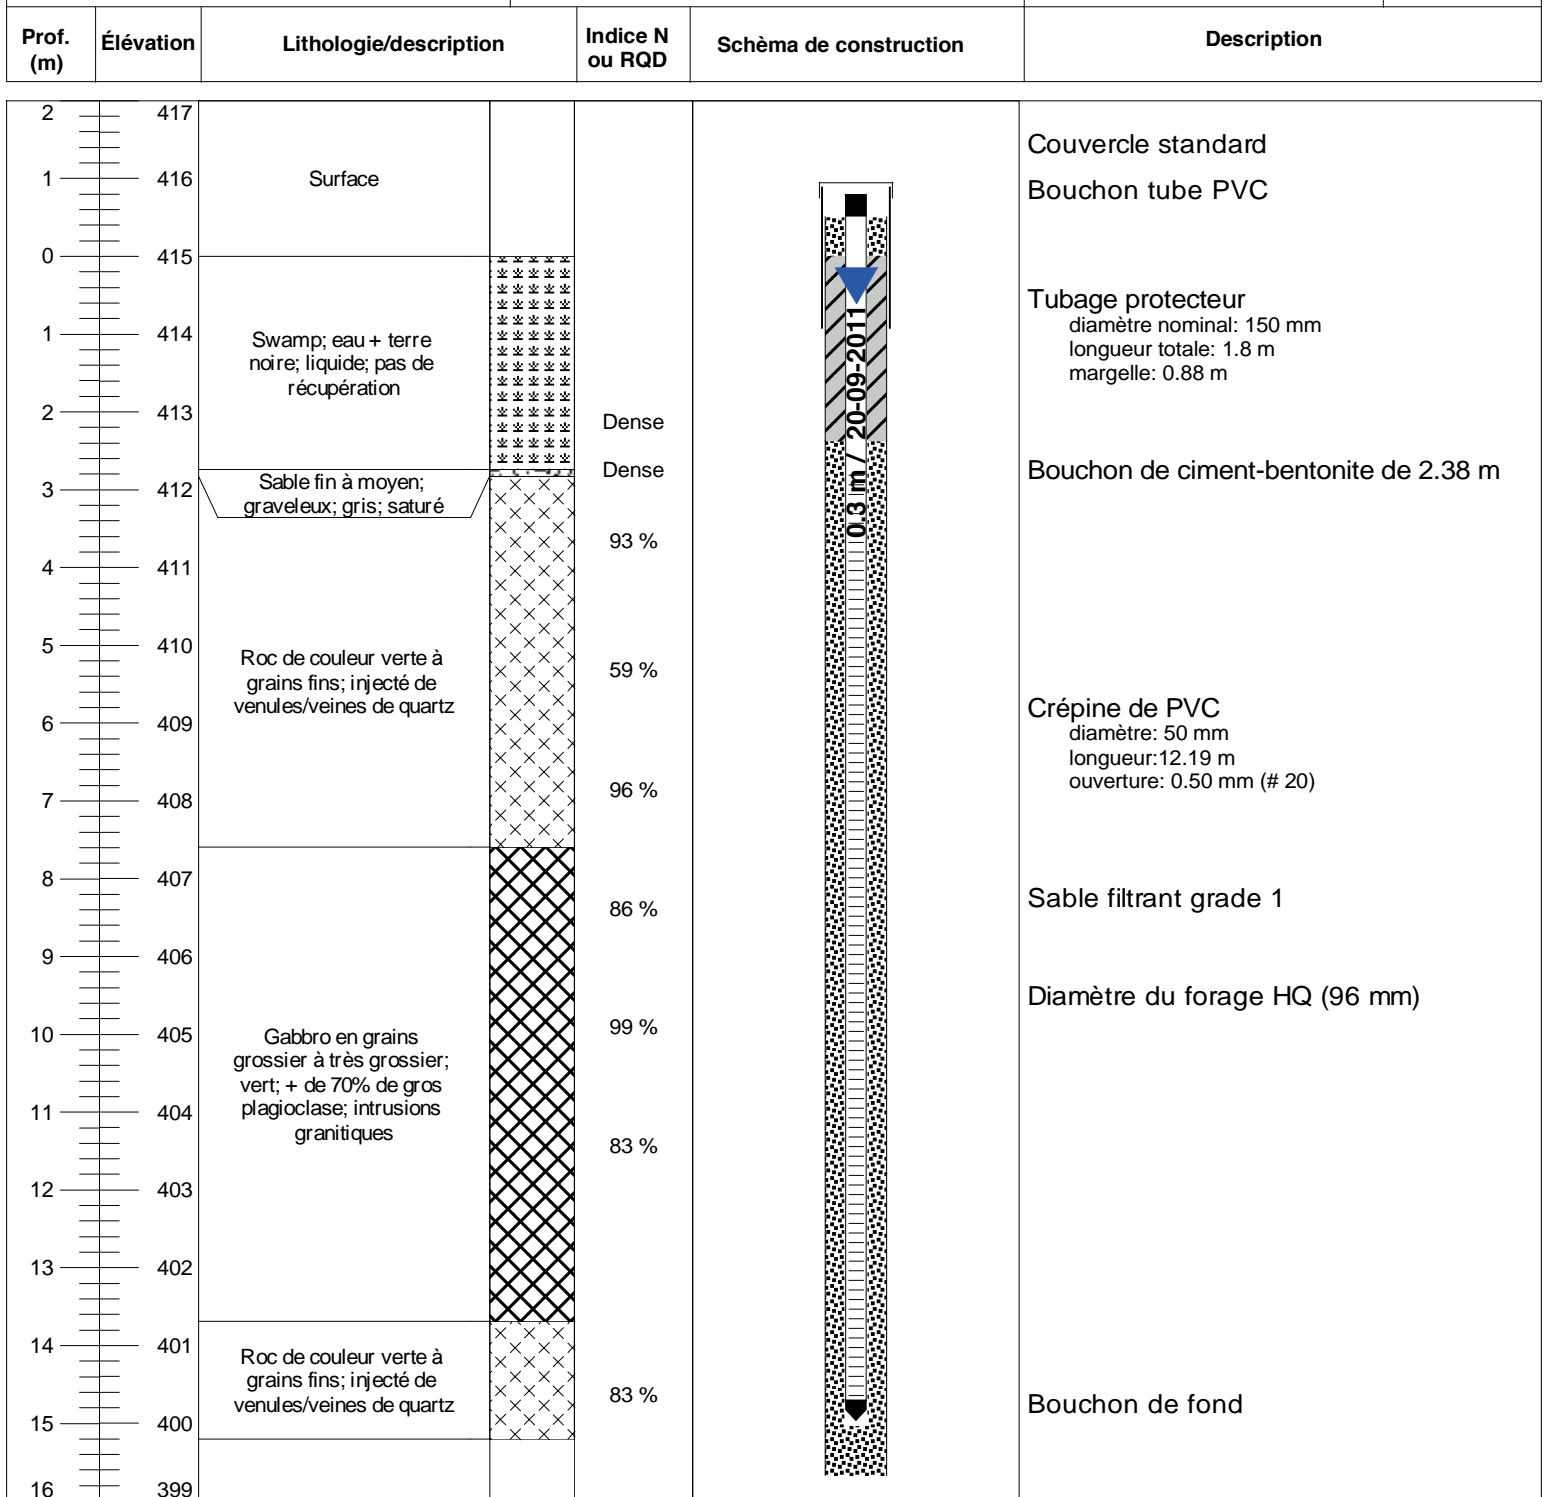 Prof. (m)
Élévation
Lithologie/description
Indice N ou RQD
Schèma de construction
Description
2 417
Couvercle standard
1 416
Surface
Bouchon tube PVC
0 415
Tubage protecteur
diamètre nominal: 150 mm
longueur totale: 1.8 m
margelle: 0.88 m
1 414
Swamp; eau + terre
noire; liquide; pas de
récupération
0.3 m / 20-09-2011
2 413
Dense
Dense
Bouchon de ciment-bentonite de 2.38 m
3 412
Sable fin à moyen;
graveleux; gris; saturé
93 %
4 411
5 410
Roc de couleur verte à
grains fins; injecté de
venules/veines de quartz
59 %
6 409
Crépine de PVC
diamètre: 50 mm
longueur:12.19 m
ouverture: 0.50 mm (# 20)
96 %
7 408
8 407
86 %
Sable filtrant grade 1
9 406
Diamètre du forage HQ (96 mm)
99 %
10 405
Gabbro en grains
grossier à très grossier;
vert; + de 70% de gros
plagioclase; intrusions
granitiques
11 404
83 %
12 403
13 402
14 401
Roc de couleur verte à
grains fins; injecté de
venules/veines de quartz
83 %
Bouchon de fond
15 400
16 399